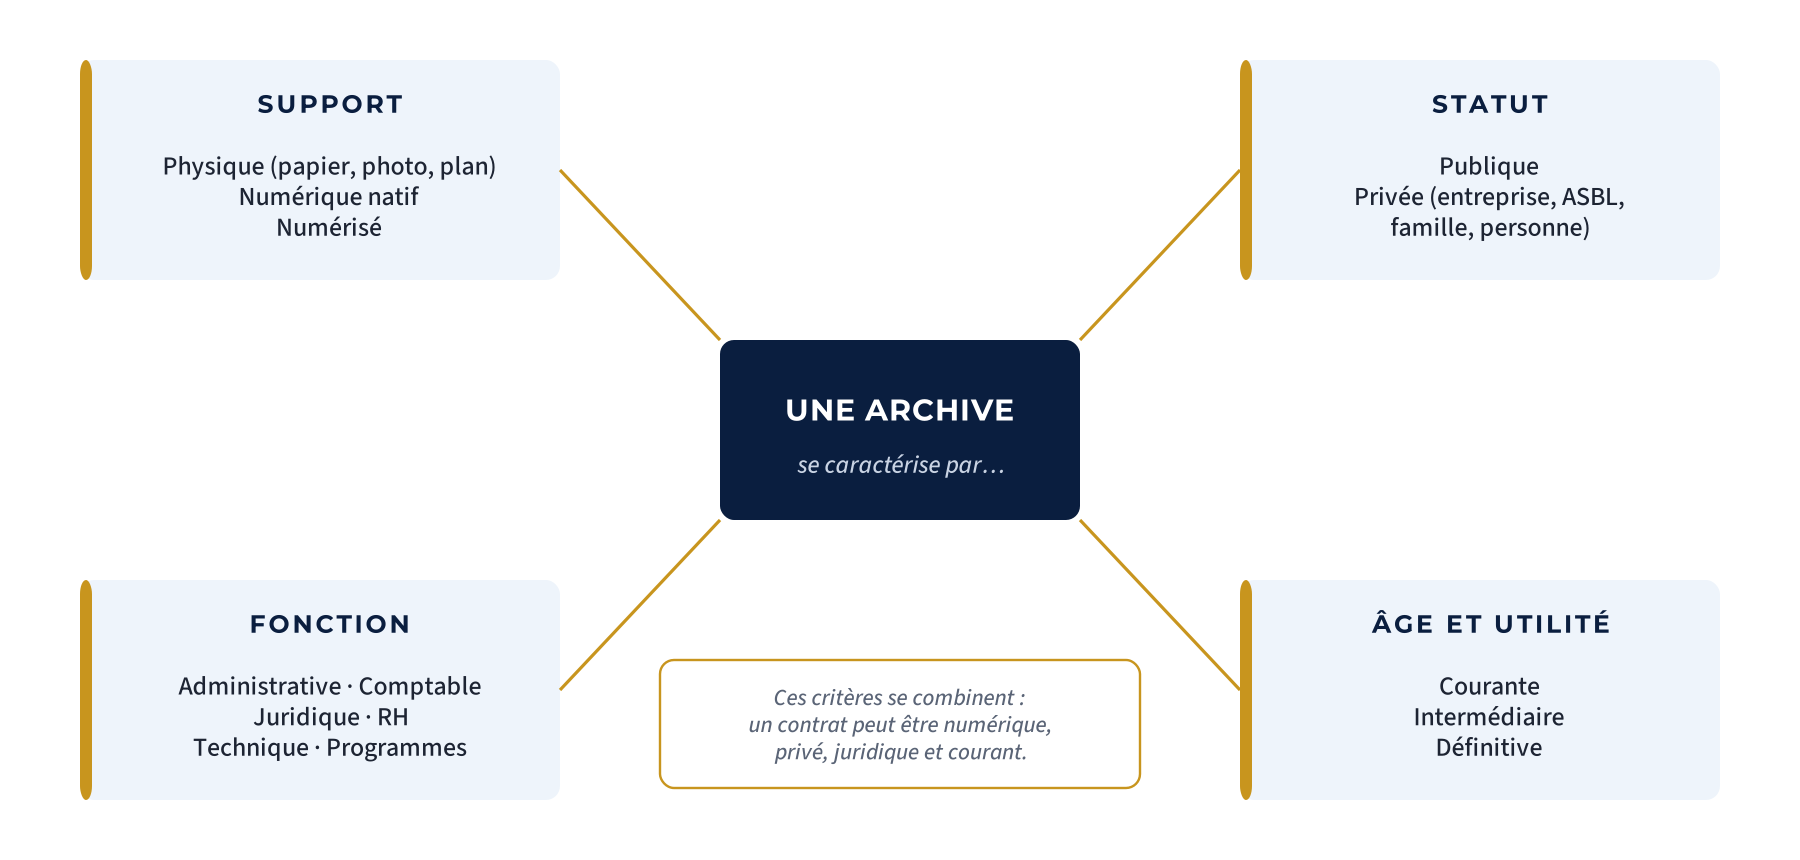 SUPPORT
Physique (papier, photo, plan)
Numérique natif
Numérisé
STATUT
Publique
Privée (entreprise, ASBL,
famille, personne)
UNE ARCHIVE
se caractérise par…
FONCTION
Administrative · Comptable
Juridique · RH
Technique · Programmes
Ces critères se combinent :
un contrat peut être numérique,
privé, juridique et courant.
ÂGE ET UTILITÉ
Courante
Intermédiaire
Définitive